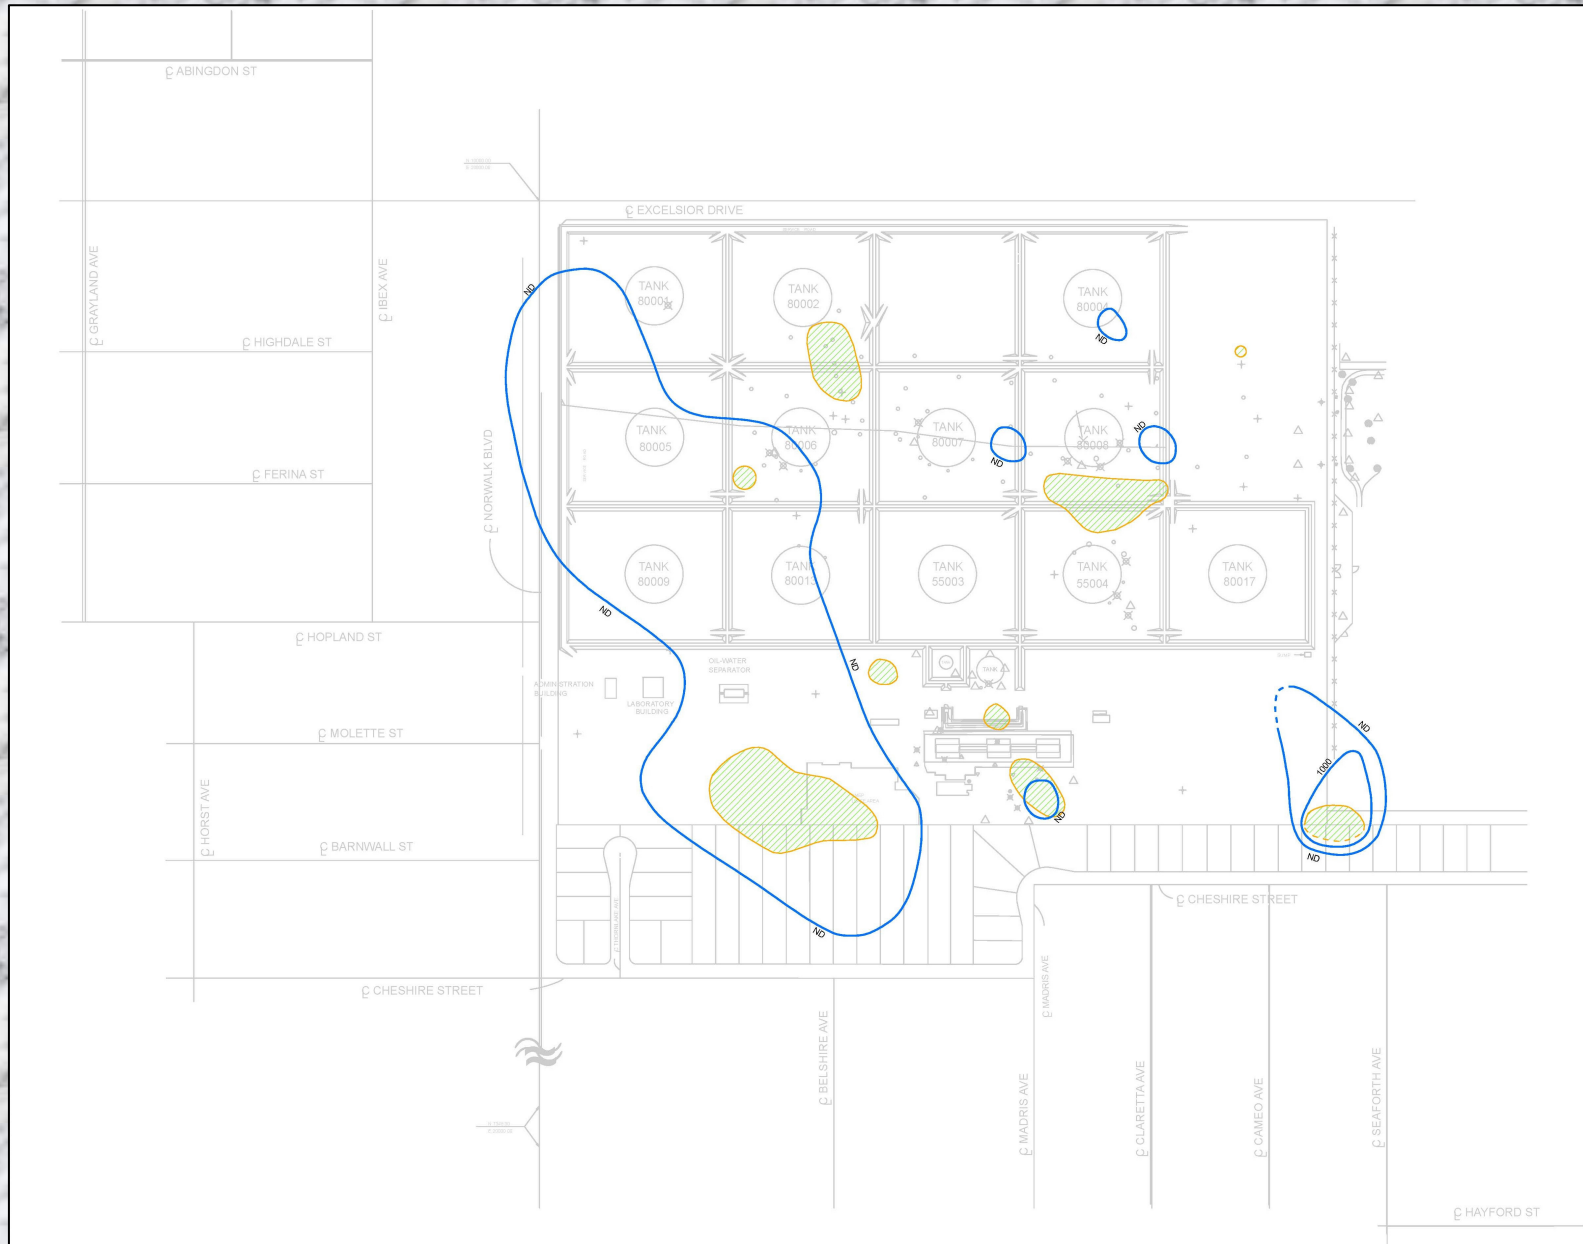 ℄ ABINGDON ST
℄ EXCELSIOR DRIVE
℄ GRAYLAND AVE
℄ IBEX AVE
ND
TANK
80001
TANK
80002
TANK
80004
ND
℄ HIGHDALE ST
℄ NORWALK BLVD
TANK
80005
TANK
80006
TANK
80007
ND
TANK
80008
ND
℄ FERINA ST
TANK
80009
TANK
80013
TANK
55003
TANK
55004
TANK
80017
ND
℄ HOPLAND ST
OIL-WATER
SEPARATOR
ND
TANK
ADMINISTRATION
BUILDING
LABORATORY
BUILDING
℄ MOLETTE ST
ND
1000
℄ HORST AVE
ND
℄ BARNWALL ST
ND
℄ CHESHIRE STREET
ND
℄ CHESHIRE STREET
℄ MADRIS AVE
℄ BELSHIRE AVE
℄ MADRIS AVE
℄ CLARETTA AVE
℄ CAMEO AVE
℄ SEAFORTH AVE
℄ HAYFORD ST